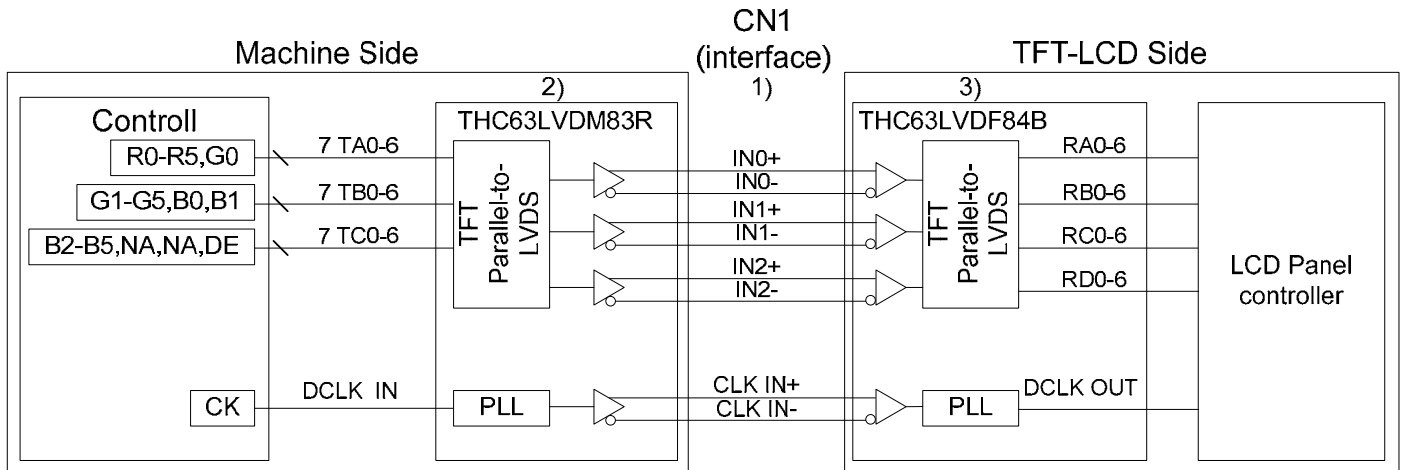 CN1
(interface)
1)
Machine Side
TFT-LCD Side
2)
3)
Controll
THC63LVDM83R
THC63LVDF84B
R0-R5,G0
7 TA0-6
G1-G5,B0,B1
7 TB0-6
B2-B5,NA,NA,DE
7 TC0-6
TFT
Parallel-to-
LVDS
IN0+
IN0-
IN1+
IN1-
IN2+
IN2-
TFT
Parallel-to-
LVDS
RA0-6
RB0-6
RC0-6
RD0-6
LCD Panel
controller
CK
DCLK IN
PLL
CLK IN+
CLK IN-
PLL
DCLK OUT